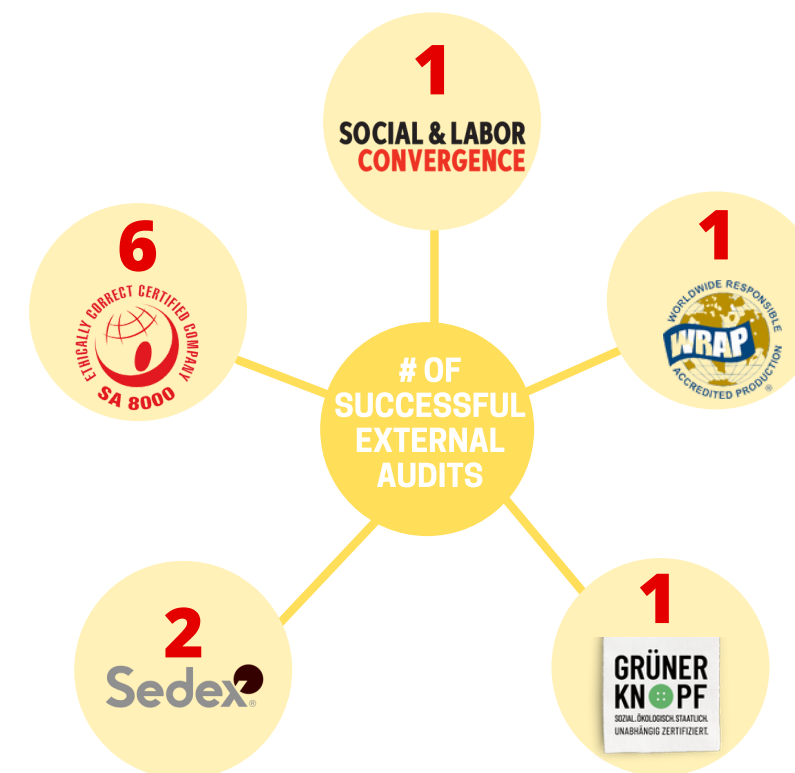 1
SOCIAL & LABOR
CONVERGENCE
6
ETHICALLY CORRECT CERTIFIED COMPANY
SA 8000
1
WORLDWIDE RESPONSIBLE
WRAP
ACCREDITED PRODUCTION
®
# OF
SUCCESSFUL
EXTERNAL
AUDITS
2
Sedex®
1
GRÜNER
KNOPF
SOZIAL. ÖKOLOGISCH. STAATLICH.
UNABHÄNGIG ZERTIFIZIERT.